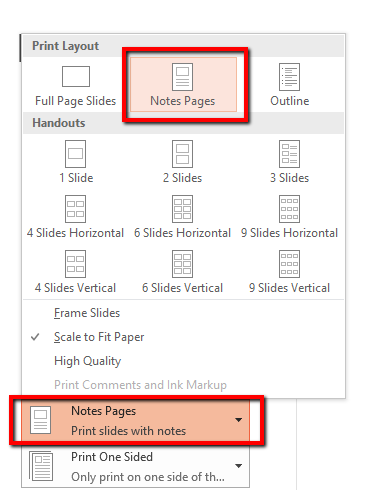 Print Layout
Full Page Slides
Notes Pages
Outline
Handouts
1 Slide
2 Slides
3 Slides
4 Slides Horizontal
6 Slides Horizontal
9 Slides Horizontal
4 Slides Vertical
6 Slides Vertical
9 Slides Vertical
Frame Slides
Scale to Fit Paper
High Quality
Print Comments and Ink Markup
Notes Pages
Print slides with notes
Print One Sided
Only print on one side of th...